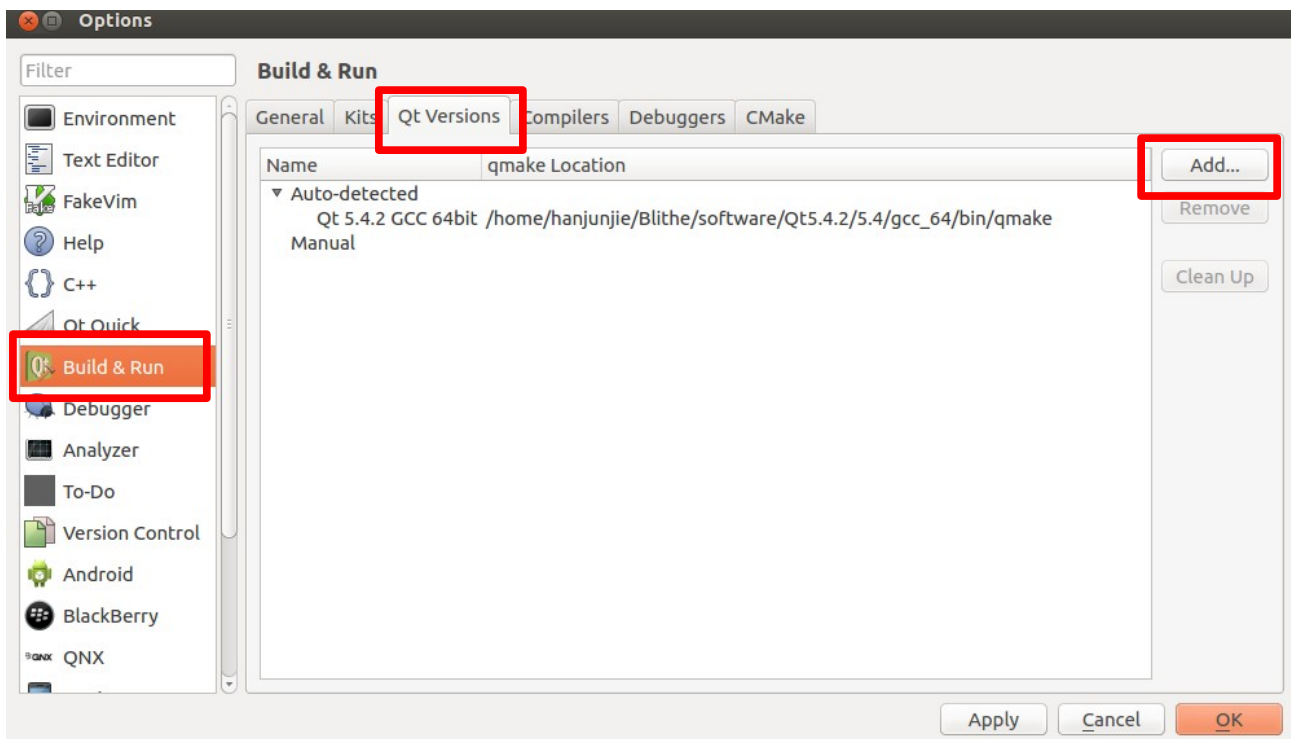 Options
Filter
Environment
Text Editor
FakeVim
Help
C++
Qt Quick
Build & Run
Debugger
Analyzer
To-Do
Version Control
Android
BlackBerry
QNX
Build & Run
General Kits Qt Versions Compilers Debuggers CMake
Name qmake Location
Auto-detected
Qt 5.4.2 GCC 64bit /home/hanjunjie/Blithe/software/Qt5.4.2/5.4/gcc_64/bin/qmake
Manual
Add...
Remove
Clean Up
Apply Cancel OK